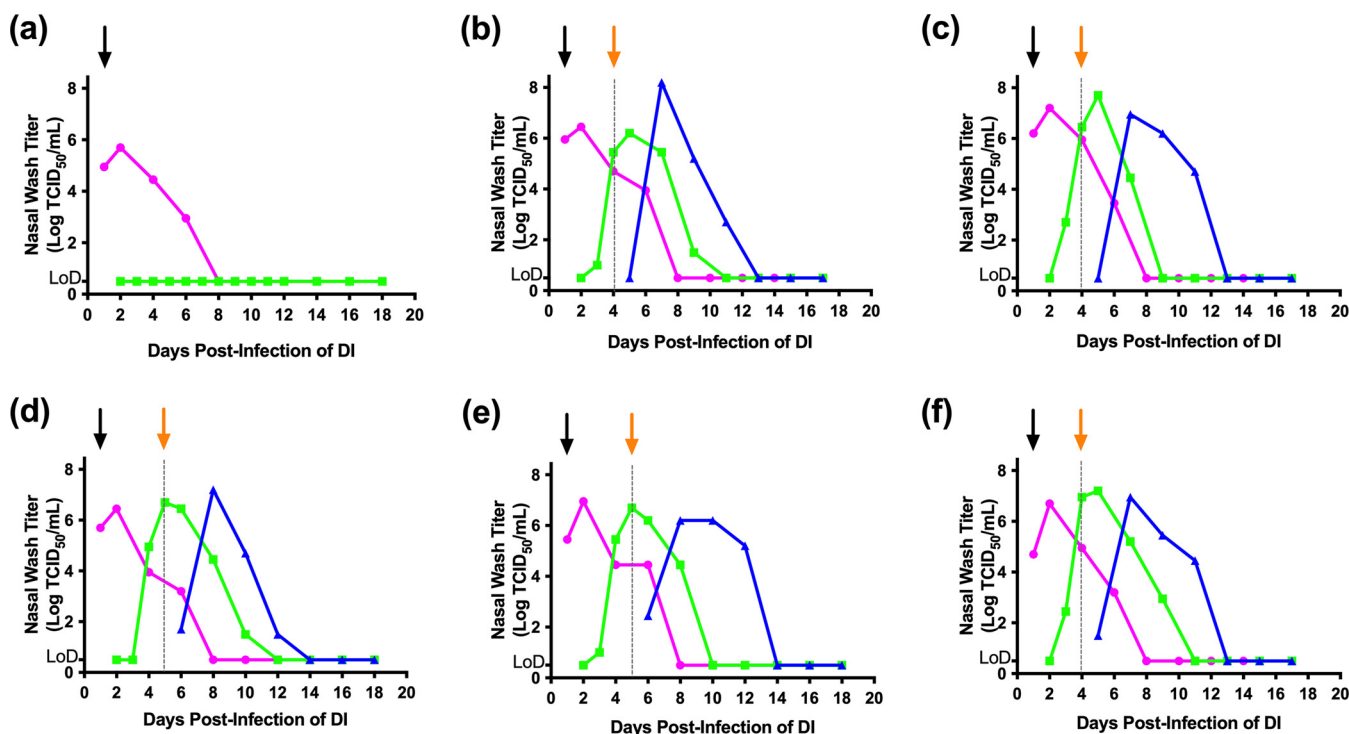 (a)
Nasal Wash Titer
(Log TCID50/mL)
8
6
4
2
LoD
0
0 2 4 6 8 10 12 14 16 18 20
Days Post-Infection of DI
(b)
Nasal Wash Titer
(Log TCID50/mL)
8
6
4
2
LoD
0
0 2 4 6 8 10 12 14 16 18 20
Days Post-Infection of DI
(c)
Nasal Wash Titer
(Log TCID50/mL)
8
6
4
2
LoD
0
0 2 4 6 8 10 12 14 16 18 20
Days Post-Infection of DI
(d)
Nasal Wash Titer
(Log TCID50/mL)
8
6
4
2
LoD
0
0 2 4 6 8 10 12 14 16 18 20
Days Post-Infection of DI
(e)
Nasal Wash Titer
(Log TCID50/mL)
8
6
4
2
LoD
0
0 2 4 6 8 10 12 14 16 18 20
Days Post-Infection of DI
(f)
Nasal Wash Titer
(Log TCID50/mL)
8
6
4
2
LoD
0
0 2 4 6 8 10 12 14 16 18 20
Days Post-Infection of DI